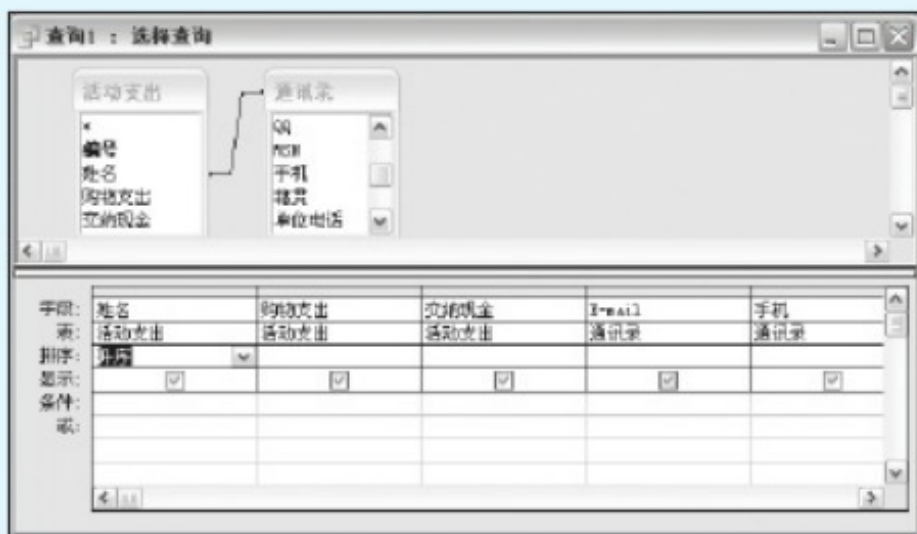 查询1 : 选择查询
活动支出
*
编号
姓名
购物支出
交纳现金
通讯录
QQ
MSN
手机
籍贯
单位电话
字段: 姓名 购物支出 交纳现金 E-mail 手机
表: 活动支出 活动支出 活动支出 通讯录 通讯录
排序: 升序
显示:
条件:
或: